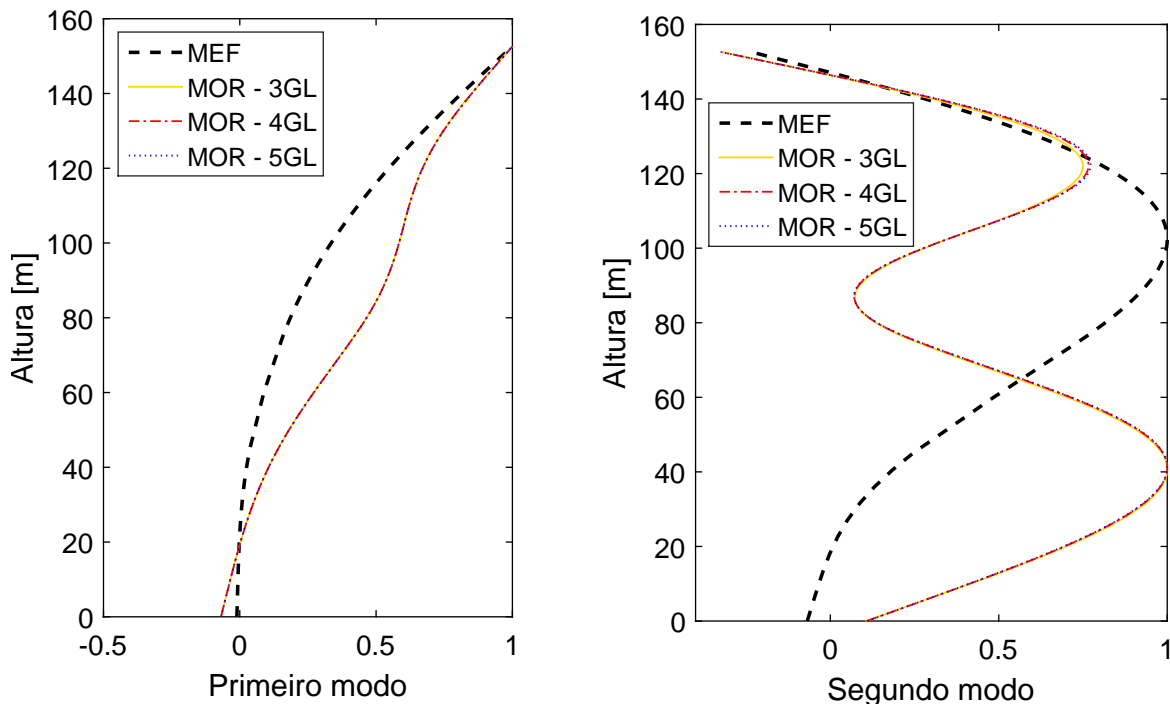 160
140
120
100
80
60
40
20
0
-0.5
0
0.5
1
Altura [m]
Primeiro modo
MEF
MOR - 3GL
MOR - 4GL
MOR - 5GL
160
140
120
100
80
60
40
20
0
0
0.5
1
Altura [m]
Segundo modo
MEF
MOR - 3GL
MOR - 4GL
MOR - 5GL